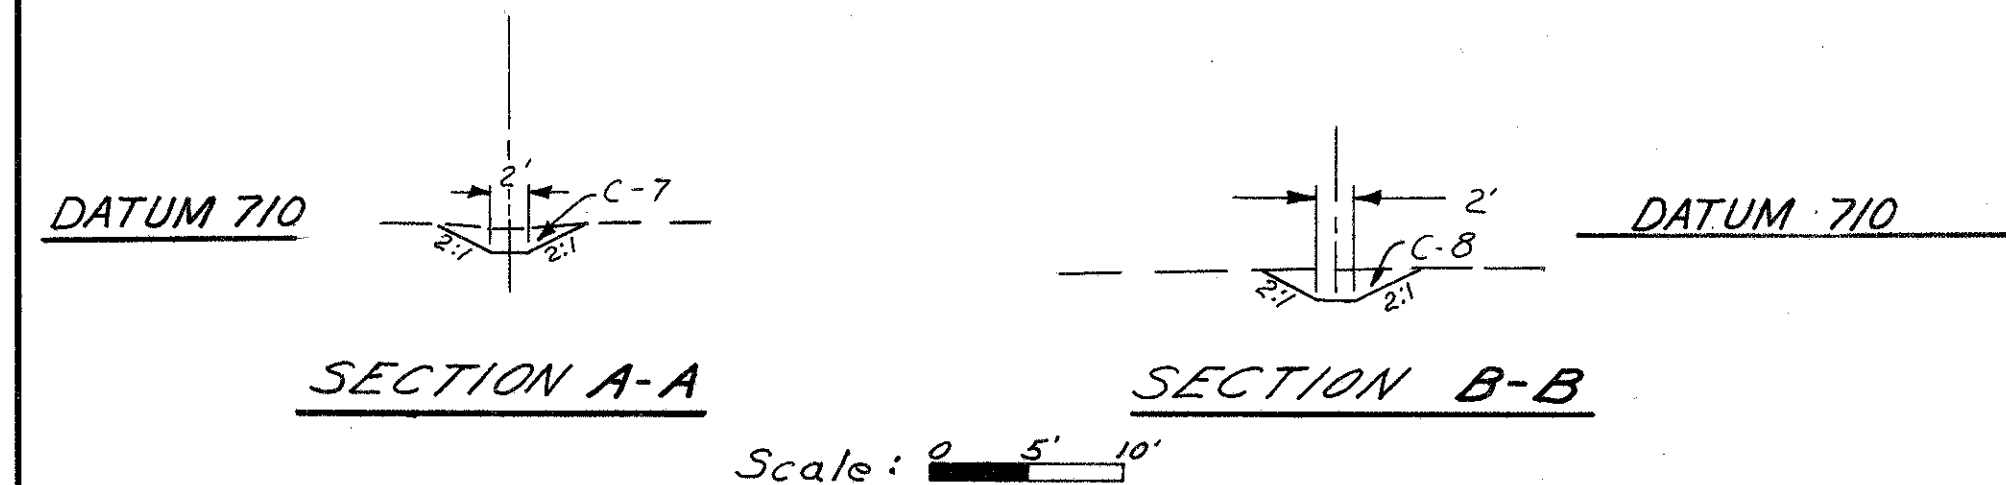 DATUM 710
2'
C-7
2:1
2:1
SECTION A-A
2'
C-8
2:1
2:1
DATUM 710
SECTION B-B
Scale: 0 5' 10'